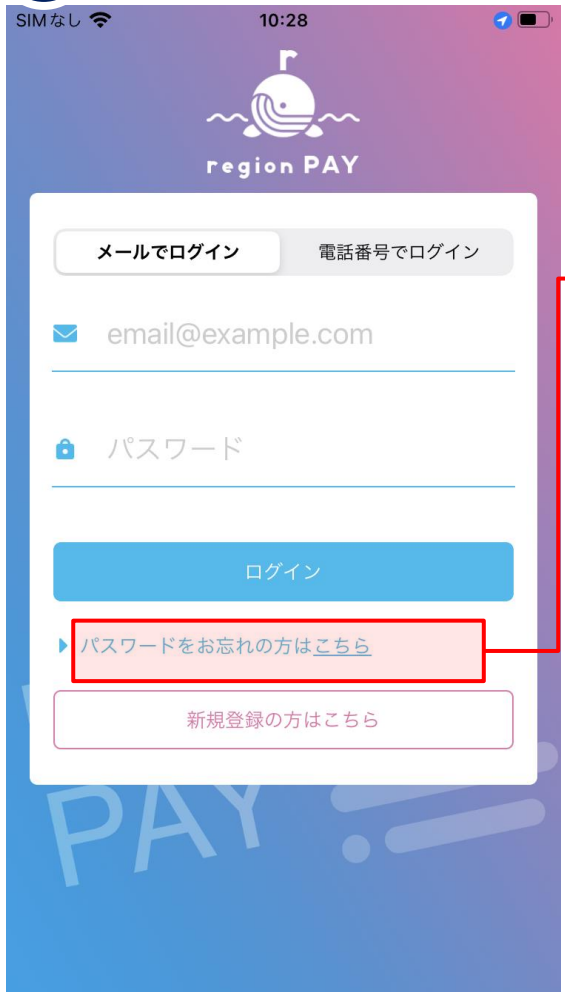 SIMなし 10:28
region PAY
メールでログイン 電話番号でログイン
email@example.com
パスワード
ログイン
パスワードをお忘れの方はこちら
新規登録の方はこちら
PAY